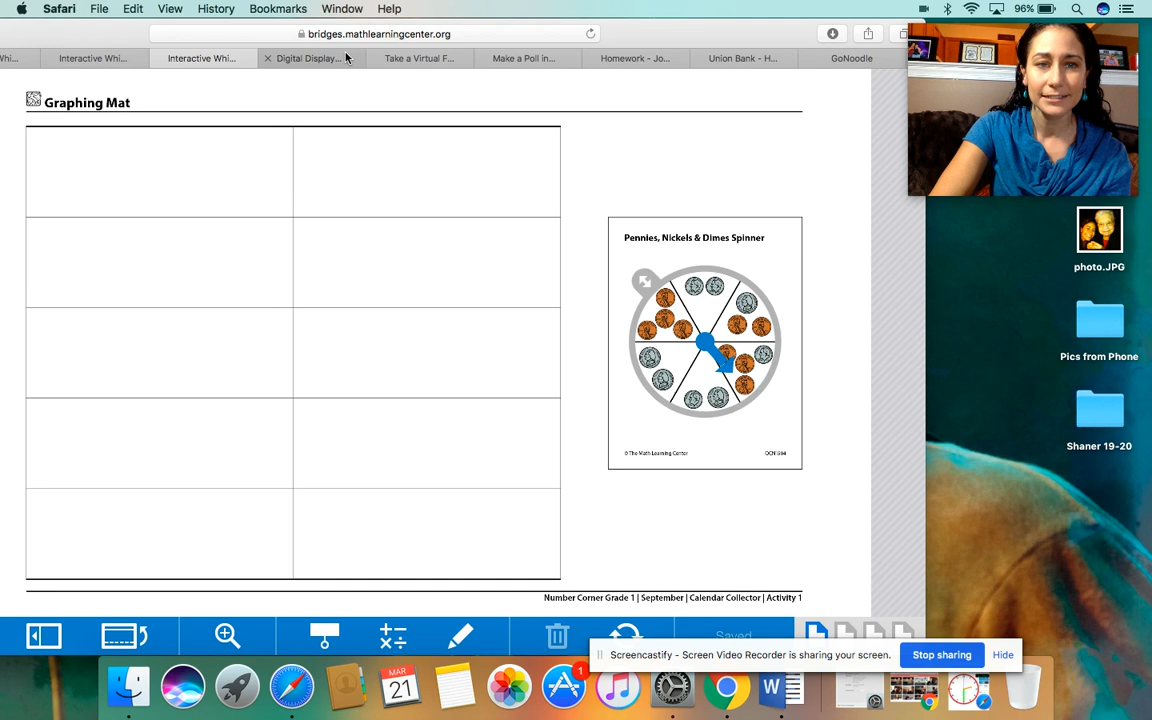 Safari File Edit View History Bookmarks Window Help
96%
bridges.mathlearningcenter.org
Whi...
Interactive Whi...
Interactive Whi...
Digital Display...
Take a Virtual F...
Make a Poll in...
Homework - Jo...
Union Bank - H...
GoNoodle
Graphing Mat
Pennies, Nickels & Dimes Spinner
© The Math Learning Center
Number Corner Grade 1 | September | Calendar Collector | Activity 1
photo.JPG
Pics from Phone
Shaner 19-20
Saved
Screencastify - Screen Video Recorder is sharing your screen.
Stop sharing
Hide
MAR
21
1
W